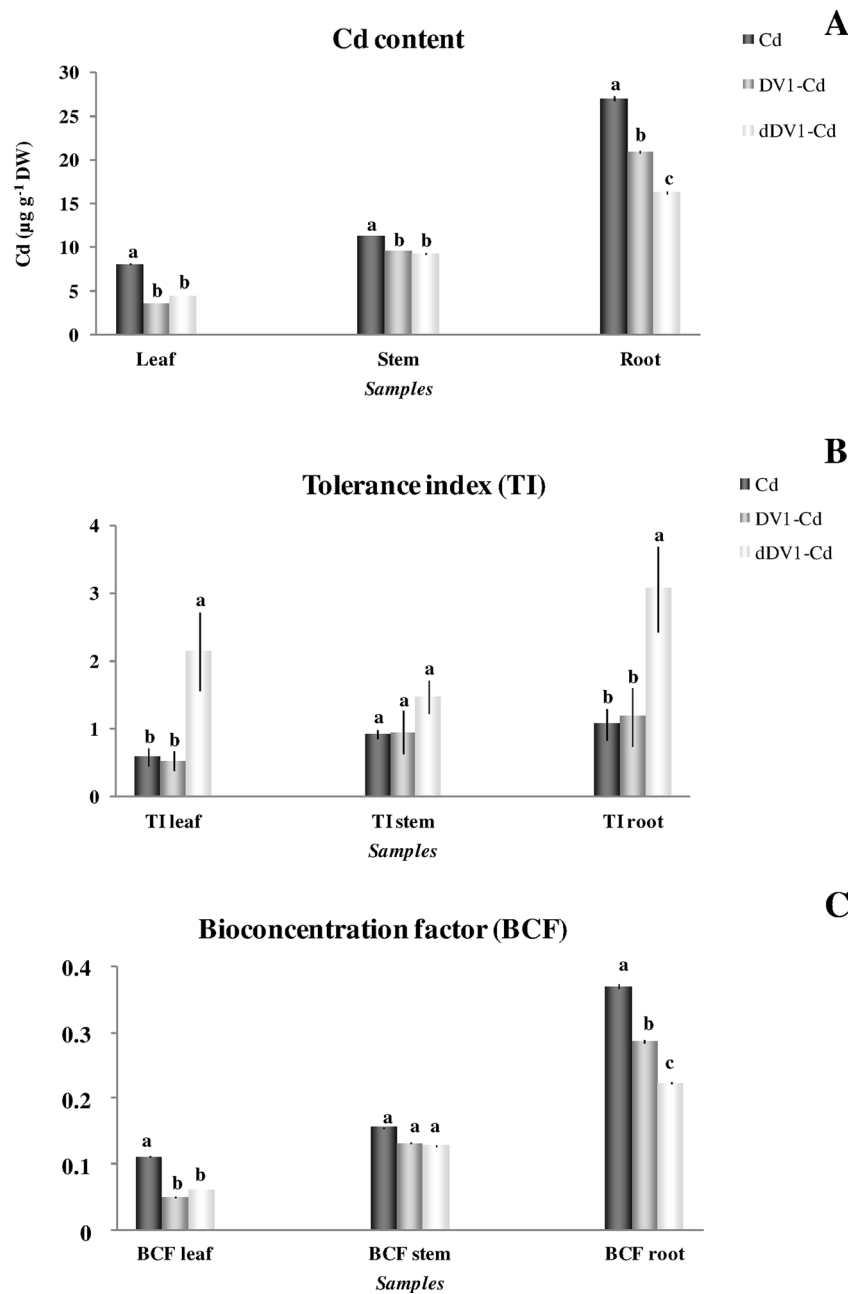 A
Cd content
Cd
DV1-Cd
dDV1-Cd
Cd (µg g⁻¹ DW)
30
25
20
15
10
5
0
a
b
b
a
b
b
a
b
c
Leaf Stem Root
Samples
B
Tolerance index (TI)
Cd
DV1-Cd
dDV1-Cd
4
3
2
1
0
b
b
a
a
a
a
b
b
a
TI leaf TI stem TI root
Samples
C
Bioconcentration factor (BCF)
0.4
0.3
0.2
0.1
0
a
b
b
a
a
a
a
b
c
BCF leaf BCF stem BCF root
Samples